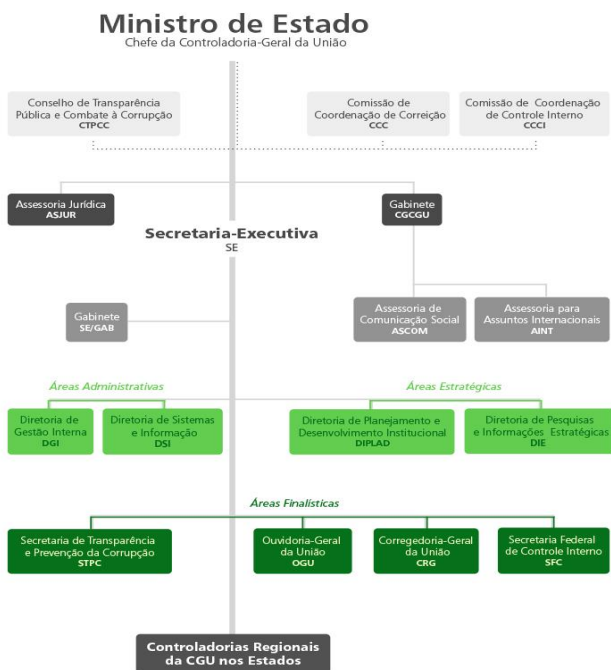 Ministro de Estado
Chefe da Controladoria-Geral da União
Conselho de Transparência
Pública e Combate à Corrupção
CTPCC
Comissão de
Coordenação de Correição
CCC
Comissão de Coordenação
de Controle Interno
CCCI
Assessoria Jurídica
ASJUR
Gabinete
CGCGU
Secretaria-Executiva
SE
Gabinete
SE/GAB
Assessoria de
Comunicação Social
ASCOM
Assessoria para
Assuntos Internacionais
AINT
Áreas Administrativas
Áreas Estratégicas
Diretoria de
Gestão Interna
DGI
Diretoria de Sistemas
e Informação
DSI
Diretoria de Planejamento e
Desenvolvimento Institucional
DIPLAD
Diretoria de Pesquisas
e Informações Estratégicas
DIE
Áreas Finalísticas
Secretaria de Transparência
e Prevenção da Corrupção
STPC
Ouvidoria-Geral
da União
OGU
Corregedoria-Geral
da União
CRG
Secretaria Federal
de Controle Interno
SFC
Controladorias Regionais
da CGU nos Estados